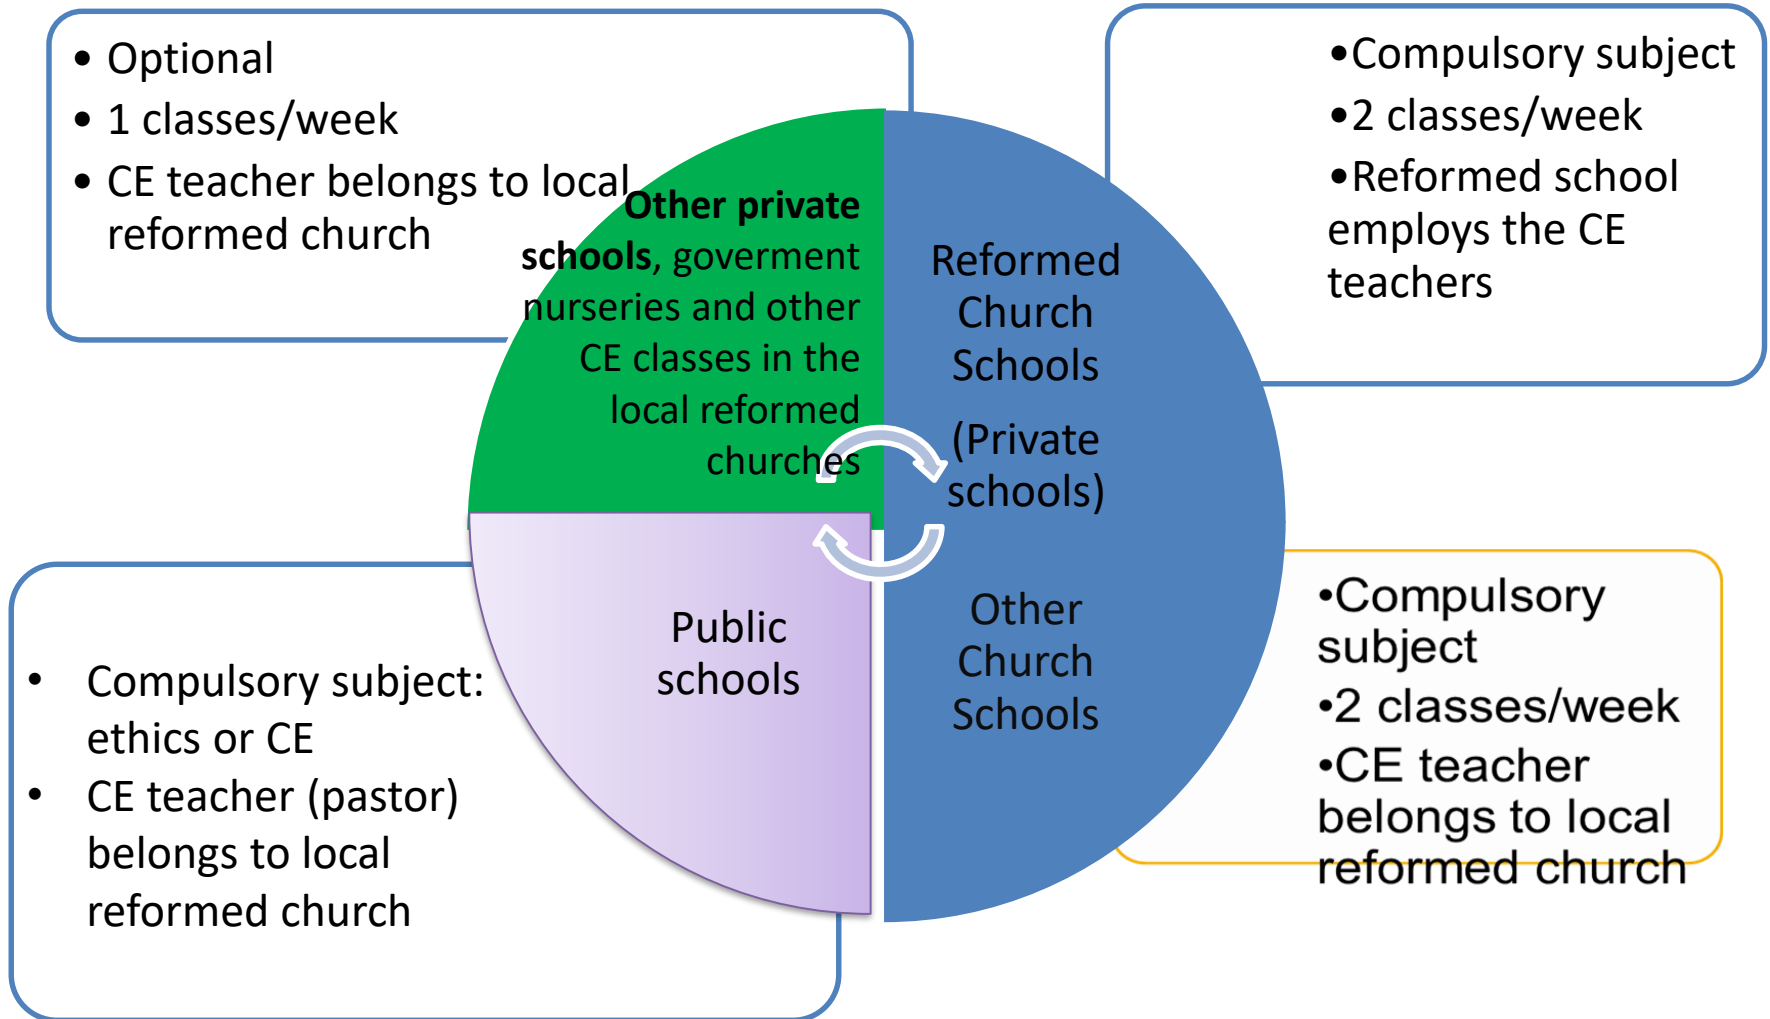 • Optional
• 1 classes/week
• CE teacher belongs to local
reformed church
Other private
schools, goverment
nurseries and other
CE classes in the
local reformed
churches
Reformed
Church
Schools
(Private
schools)
•Compulsory subject
•2 classes/week
•Reformed school
employs the CE
teachers
Public
schools
• Compulsory subject:
ethics or CE
• CE teacher (pastor)
belongs to local
reformed church
Other
Church
Schools
•Compulsory
subject
•2 classes/week
•CE teacher
belongs to local
reformed church